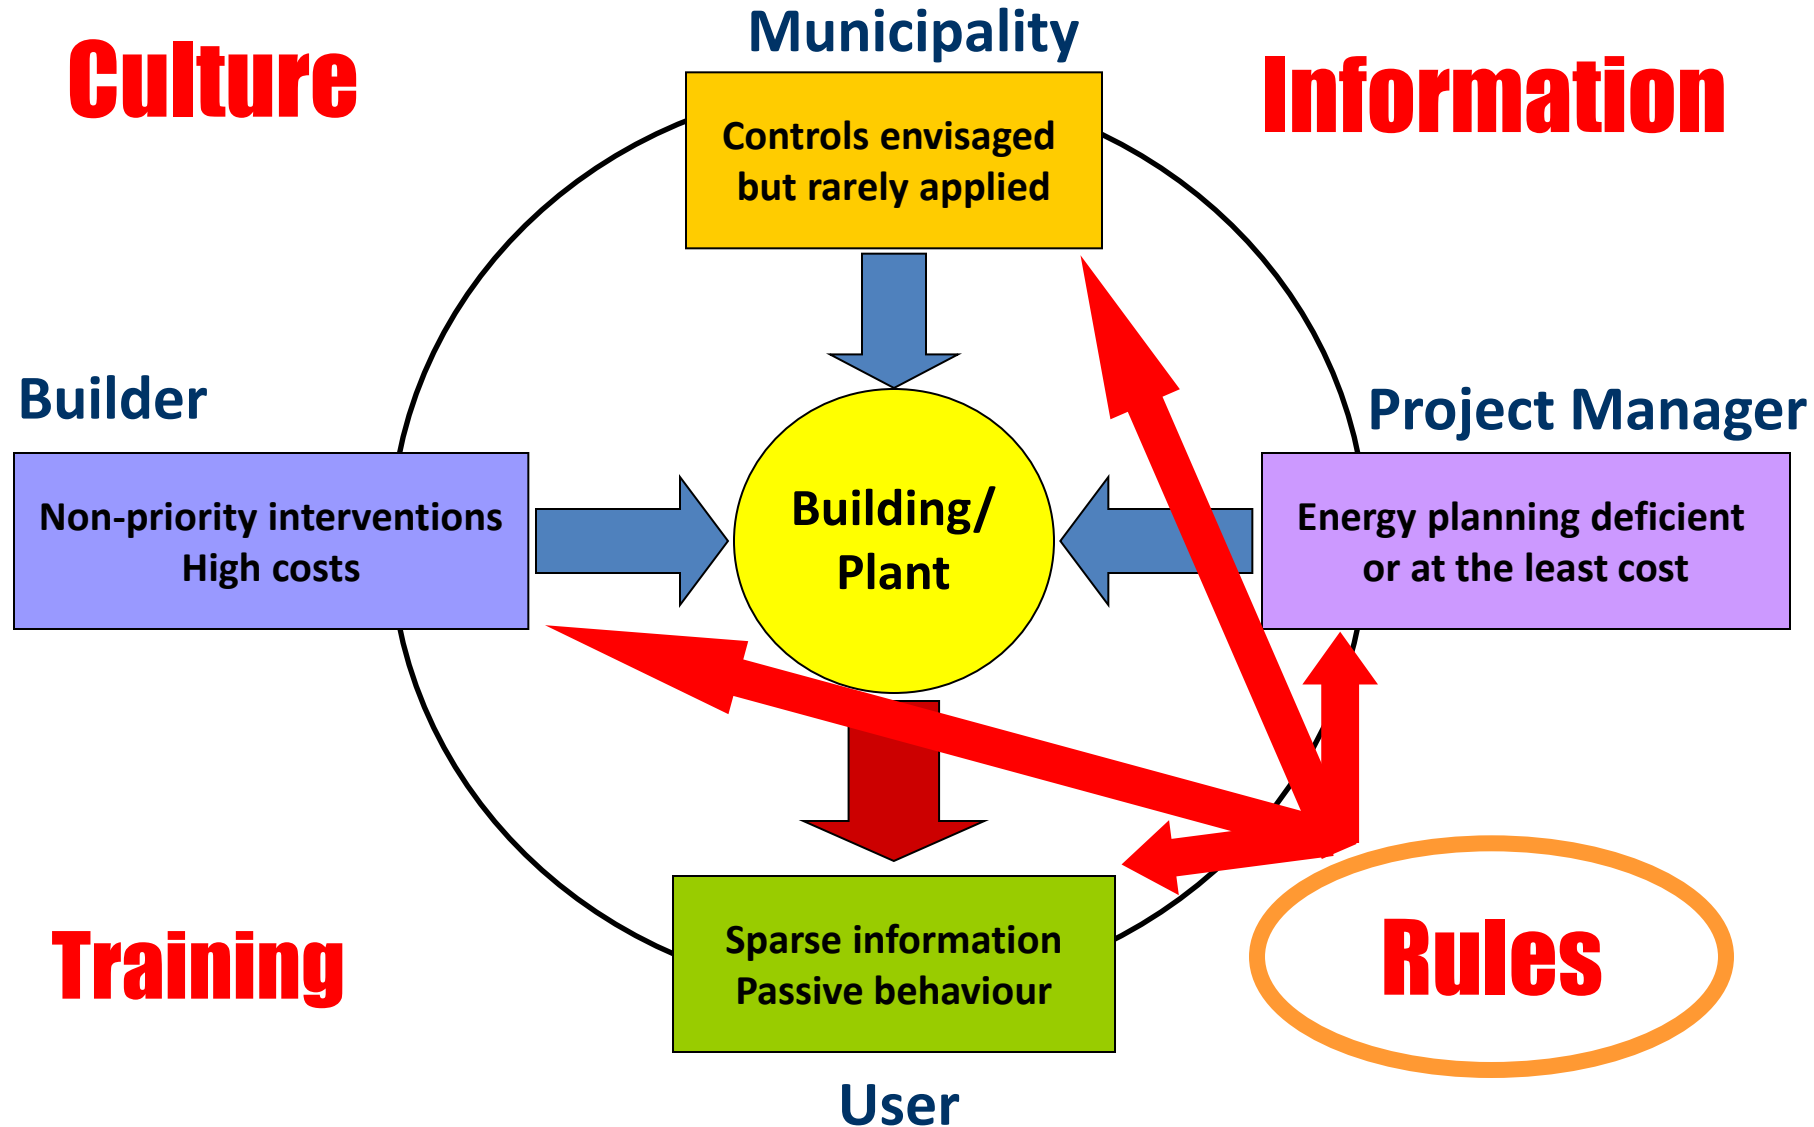 Municipality
Culture
Information
Controls envisaged
but rarely applied
Builder
Project Manager
Non-priority interventions
High costs
Building/
Plant
Energy planning deficient
or at the least cost
Training
Sparse information
Passive behaviour
Rules
User